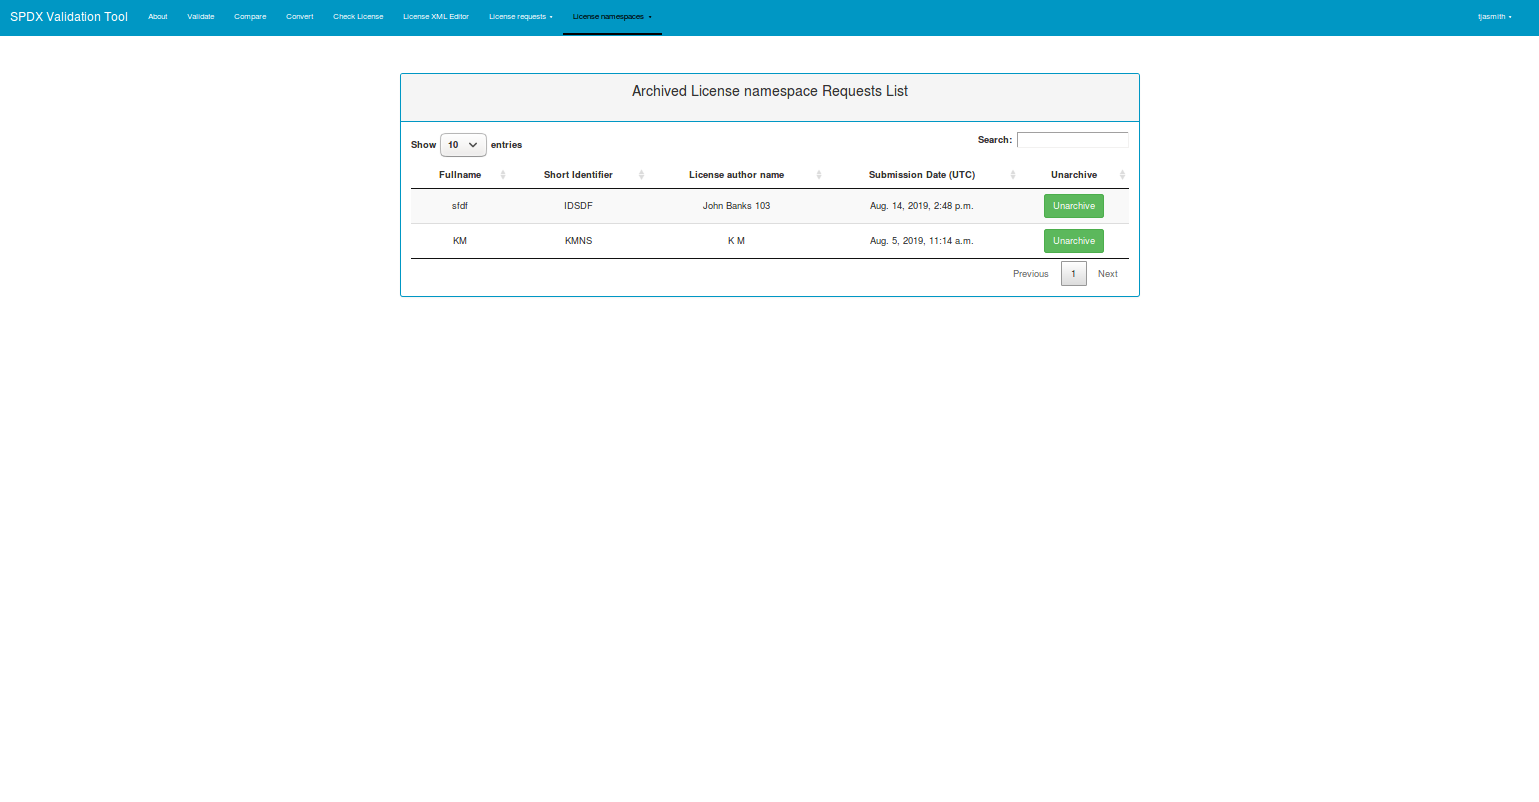 SPDX Validation Tool About Validate Compare Convert Check License License XML Editor License requests License namespaces tjasmith
Archived License namespace Requests List
Show 10 entries Search:
Fullname Short Identifier License author name Submission Date (UTC) Unarchive
sfdf IDSDF John Banks 103 Aug. 14, 2019, 2:48 p.m. Unarchive
KM KMNS K M Aug. 5, 2019, 11:14 a.m. Unarchive
Previous 1 Next